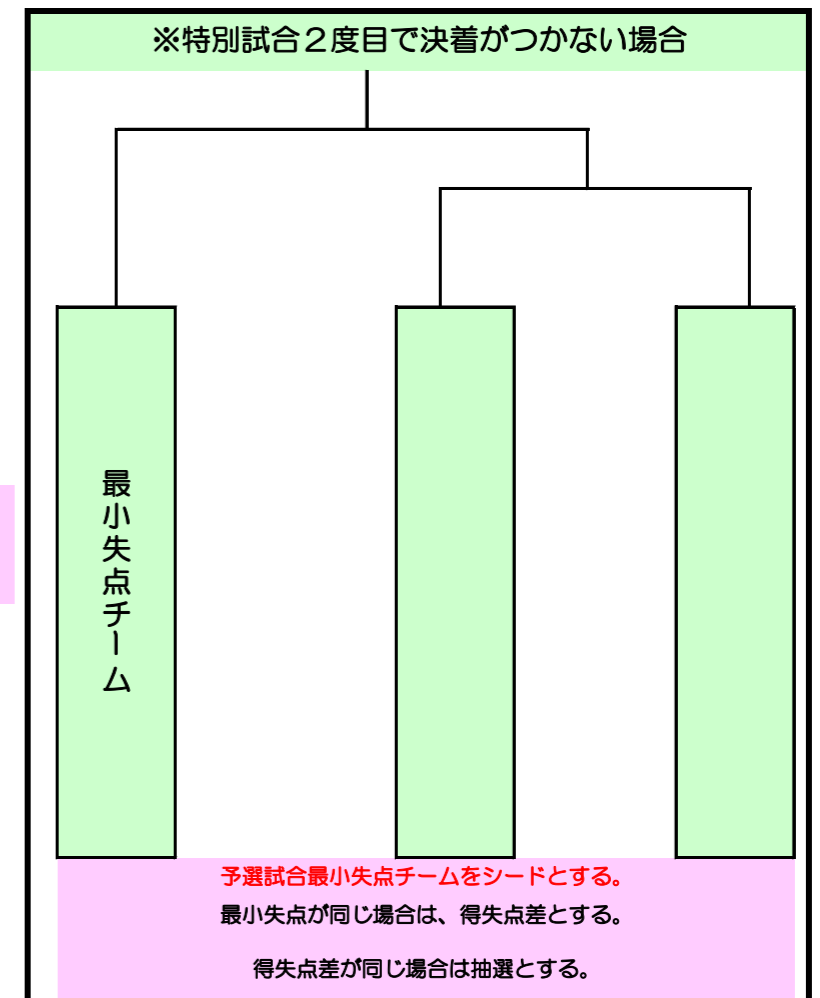 ※特別試合２度目で決着がつかない場合
最小失点チーム
予選試合最小失点チームをシードとする。
最小失点が同じ場合は、得失点差とする。
得失点差が同じ場合は抽選とする。